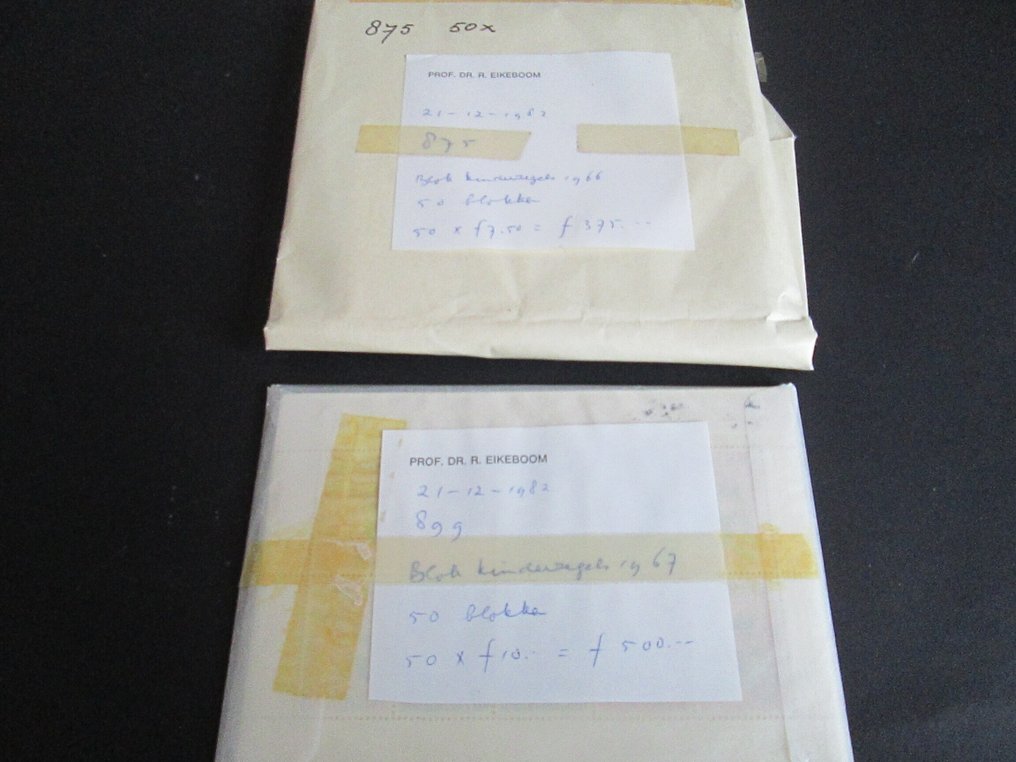 875 50x
PROF. DR. R. EIKEBOOM
21-12-1982
875
Blok kinderzegels 1966
50 blokken
50 x f7.50 = f 375.--
PROF. DR. R. EIKEBOOM
21-12-1982
899
Blok kinderzegels 1967
50 blokken
50 x f 10.- = f 500.--